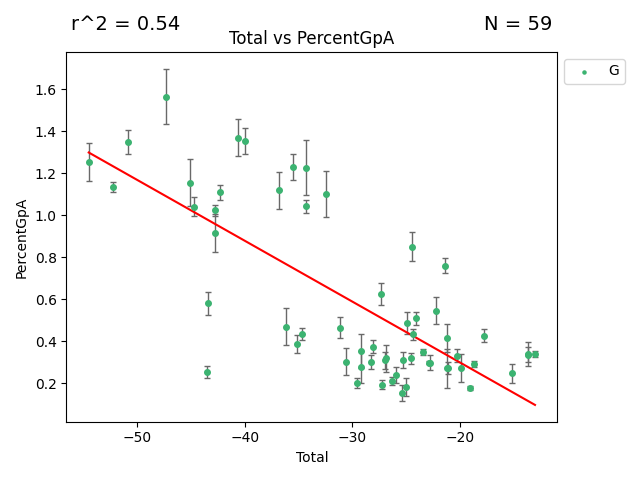 r^2 = 0.54
N = 59
Total vs PercentGpA
G
1.6
1.4
1.2
1.0
0.8
0.6
0.4
0.2
PercentGpA
−50
−40
−30
−20
Total